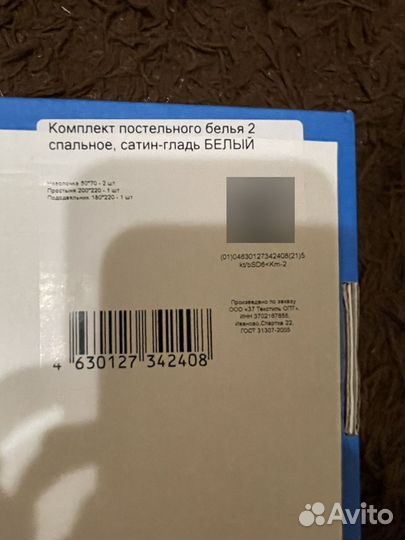 Комплект постельного белья 2
спальное, сатин-гладь БЕЛЫЙ
Наволочка 50*70 - 2 шт
Простыня 200*220 - 1 шт
Пододеяльник 180*220 - 1 шт
(01)04630127342408(21)5
Произведено по заказу
ООО «37 Текстиль ОПТ»,
ИНН 3702187855,
Иваново,Спартка 22,
ГОСТ 31307-2005
4 630127 342408
Avito